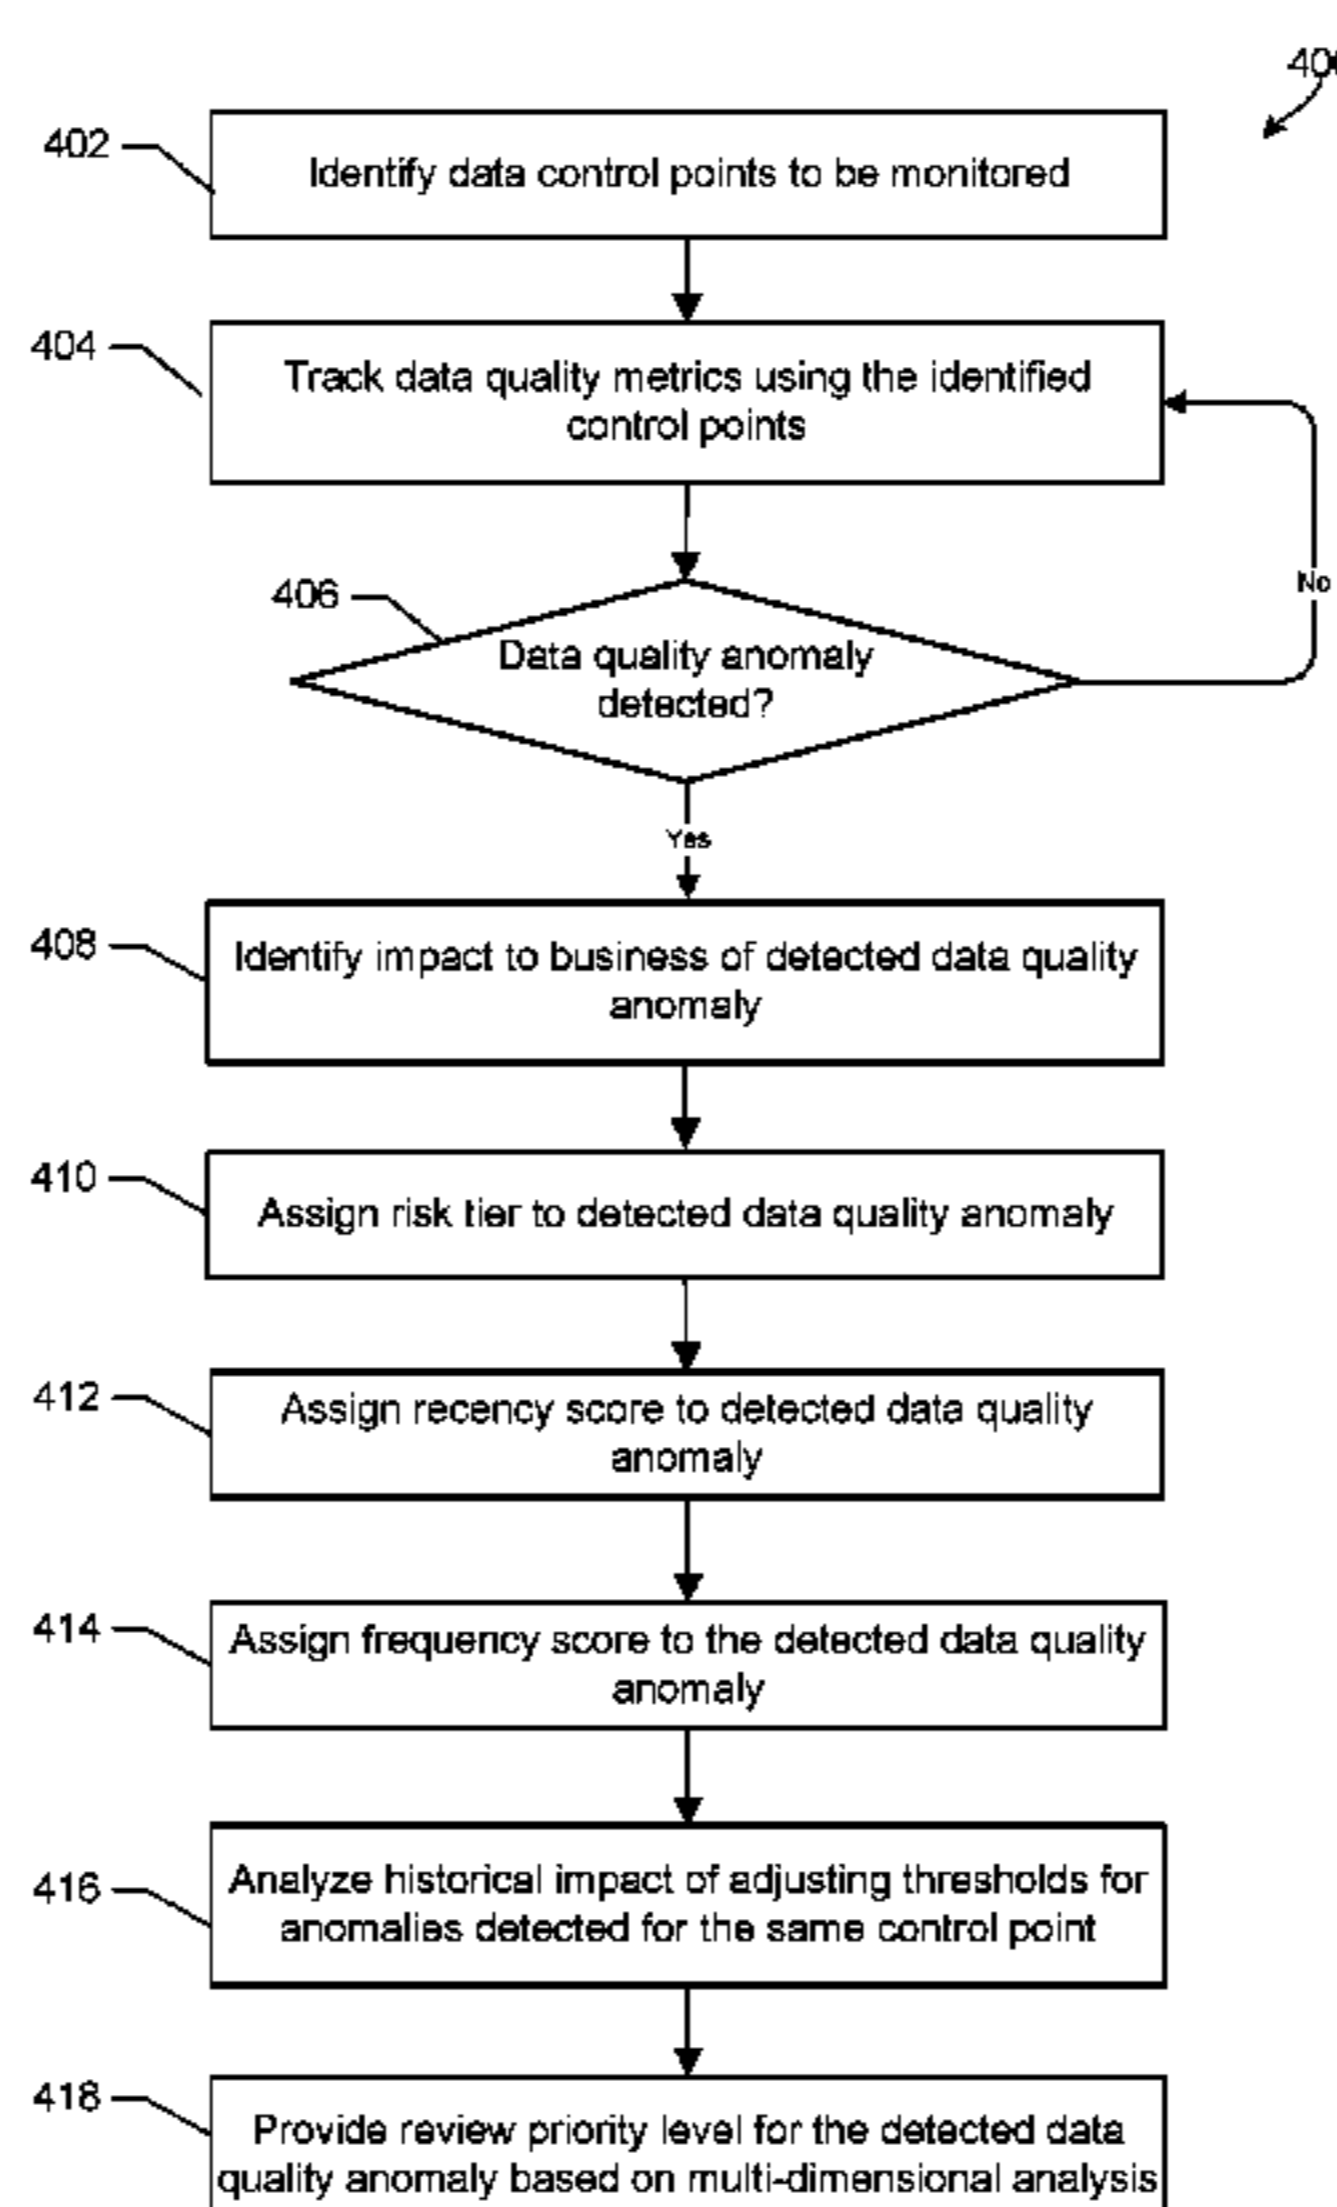 400
402
Identify data control points to be monitored
404
Track data quality metrics using the identified
control points
406
Data quality anomaly
detected?
No
Yes
408
Identify impact to business of detected data quality
anomaly
410
Assign risk tier to detected data quality anomaly
412
Assign recency score to detected data quality
anomaly
414
Assign frequency score to the detected data quality
anomaly
416
Analyze historical impact of adjusting thresholds for
anomalies detected for the same control point
418
Provide review priority level for the detected data
quality anomaly based on multi-dimensional analysis